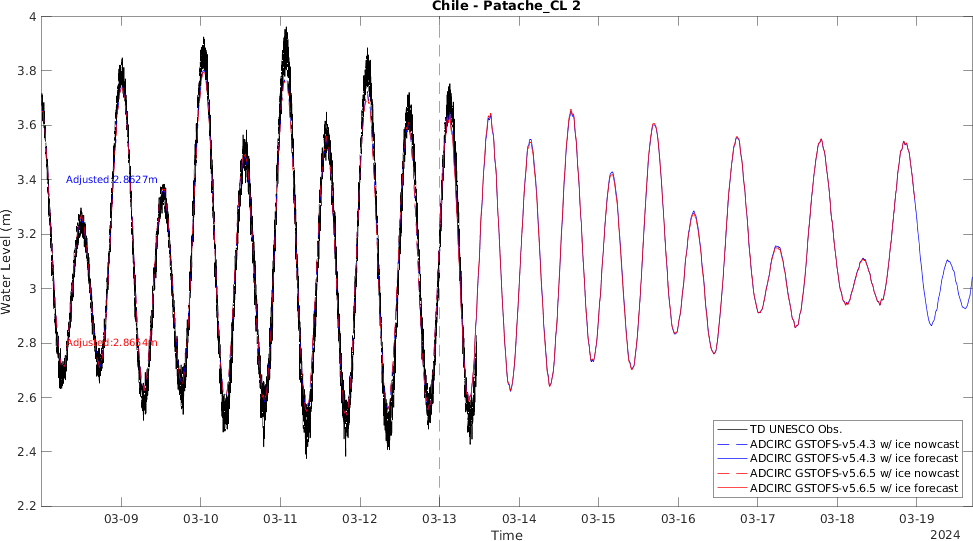 Chile - Patache_CL 2
Water Level (m)
4
3.8
3.6
3.4
3.2
3
2.8
2.6
2.4
2.2
Adjusted:2.8627m
Adjusted:2.8654m
TD UNESCO Obs.
ADCIRC GSTOFS-v5.4.3 w/ ice nowcast
ADCIRC GSTOFS-v5.4.3 w/ ice forecast
ADCIRC GSTOFS-v5.6.5 w/ ice nowcast
ADCIRC GSTOFS-v5.6.5 w/ ice forecast
03-09 03-10 03-11 03-12 03-13 03-14 03-15 03-16 03-17 03-18 03-19
Time
2024